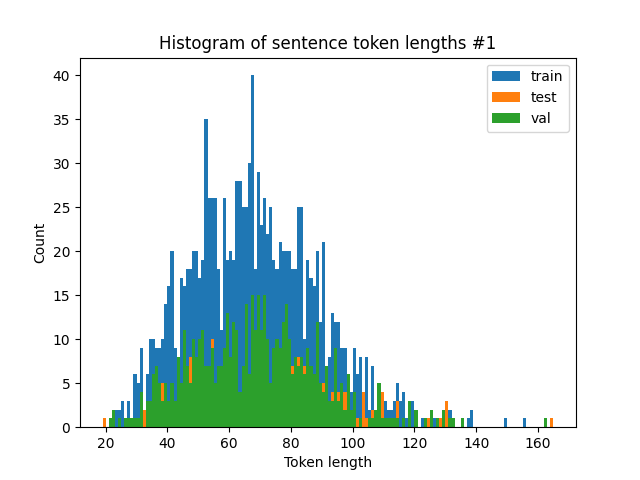 Histogram of sentence token lengths #1
train
test
val
40
35
30
25
20
15
10
5
0
Count
20 40 60 80 100 120 140 160
Token length